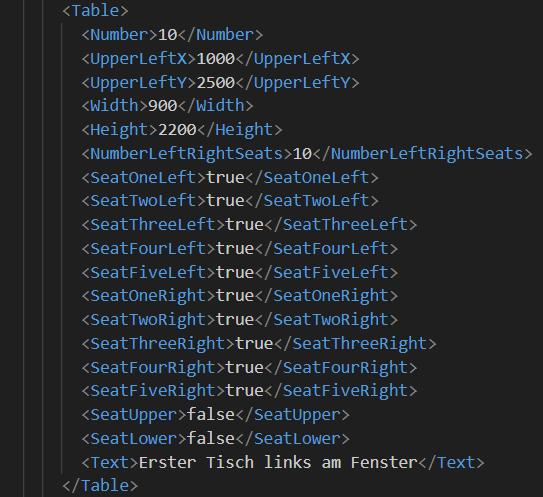 <Table>
<Number>10</Number>
<UpperLeftX>1000</UpperLeftX>
<UpperLeftY>2500</UpperLeftY>
<Width>900</Width>
<Height>2200</Height>
<NumberLeftRightSeats>10</NumberLeftRightSeats>
<SeatOneLeft>true</SeatOneLeft>
<SeatTwoLeft>true</SeatTwoLeft>
<SeatThreeLeft>true</SeatThreeLeft>
<SeatFourLeft>true</SeatFourLeft>
<SeatFiveLeft>true</SeatFiveLeft>
<SeatOneRight>true</SeatOneRight>
<SeatTwoRight>true</SeatTwoRight>
<SeatThreeRight>true</SeatThreeRight>
<SeatFourRight>true</SeatFourRight>
<SeatFiveRight>true</SeatFiveRight>
<SeatUpper>false</SeatUpper>
<SeatLower>false</SeatLower>
<Text>Erster Tisch links am Fenster</Text>
</Table>